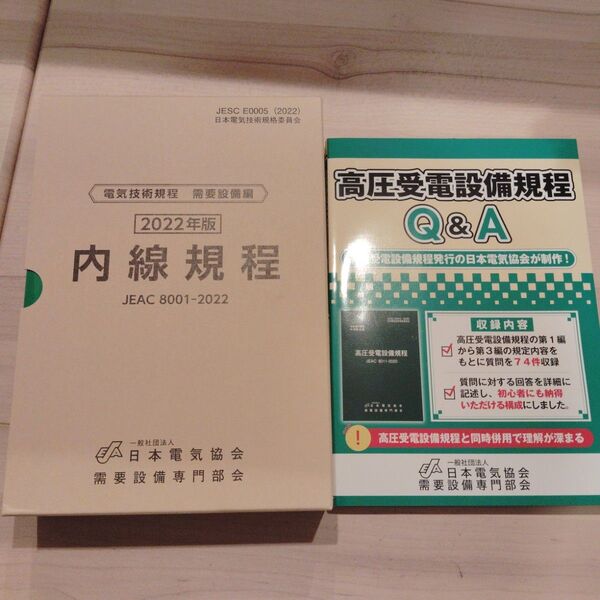 JESC E0005 (2022)
日本電気技術規格委員会
電気技術規程 需要設備編
2022年版
内線規程
JEAC 8001-2022
一般社団法人
日本電気協会
需要設備専門部会
高圧受電設備規程
Q&A
受電設備規程発行の日本電気協会が制作!
収録内容
高圧受電設備規程の第1編
から第3編の規定内容を
もとに質問を74件収録
質問に対する回答を詳細に
記述し、初心者にも納得
いただける構成にしました。
高圧受電設備規程
JEAC 8011-2020
! 高圧受電設備規程と同時併用で理解が深まる
一般社団法人
日本電気協会
需要設備専門部会